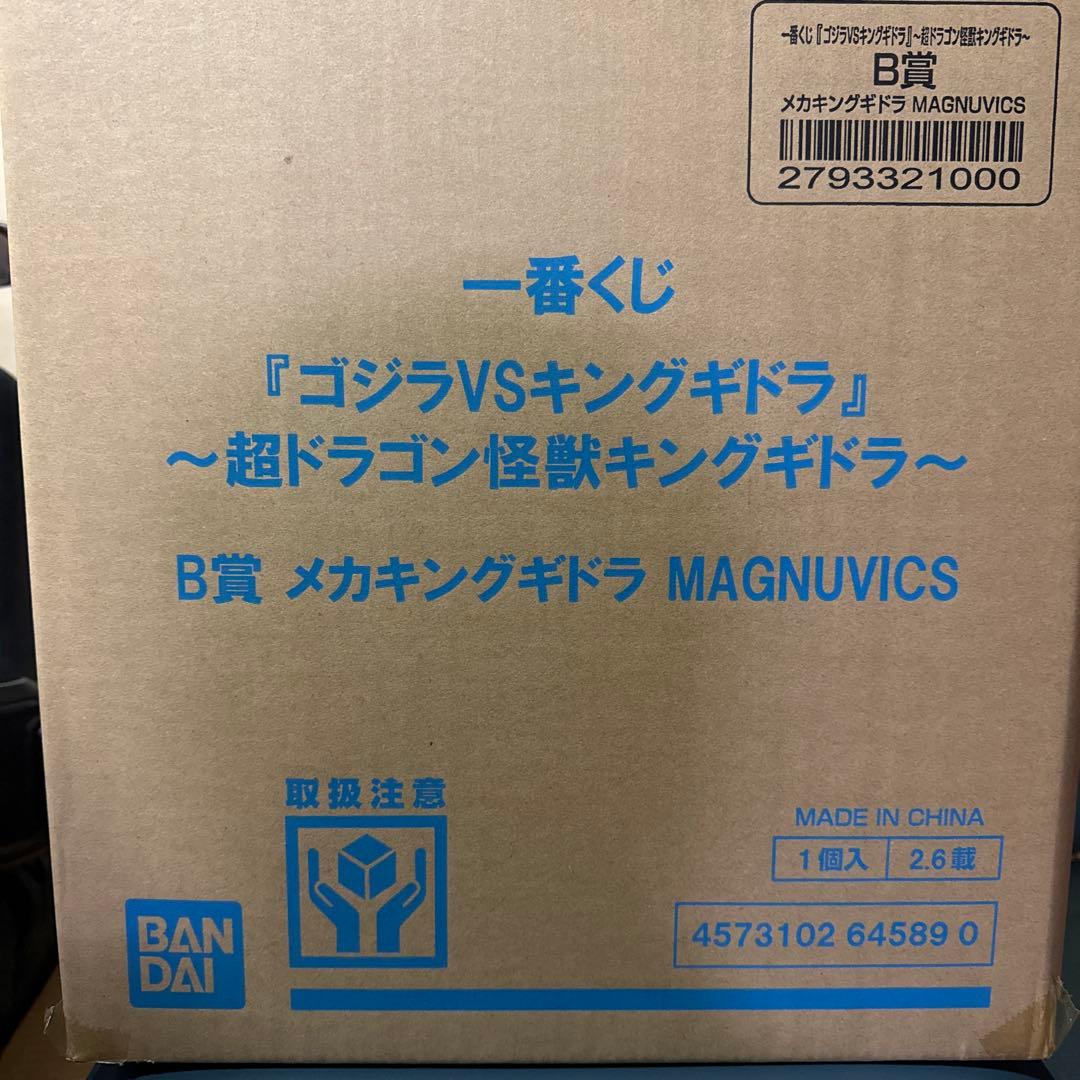 一番くじ『ゴジラVSキングギドラ』～超ドラゴン怪獣キングギドラ～
B賞
メカキングギドラ MAGNUVICS
2793321000
一番くじ
『ゴジラVSキングギドラ』
～超ドラゴン怪獣キングギドラ～
B賞 メカキングギドラ MAGNUVICS
取扱注意
MADE IN CHINA
1個入 2.6載
4573102 64589 0
BAN
DAI